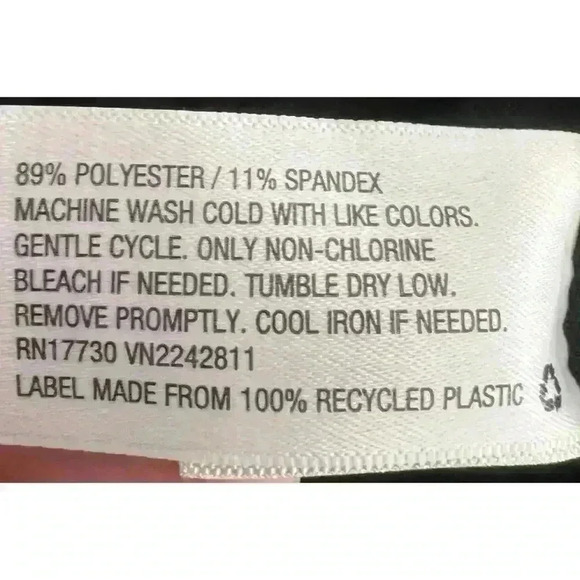 89% POLYESTER / 11% SPANDEX
MACHINE WASH COLD WITH LIKE COLORS.
GENTLE CYCLE. ONLY NON-CHLORINE
BLEACH IF NEEDED. TUMBLE DRY LOW.
REMOVE PROMPTLY. COOL IRON IF NEEDED.
RN17730 VN2242811
LABEL MADE FROM 100% RECYCLED PLASTIC